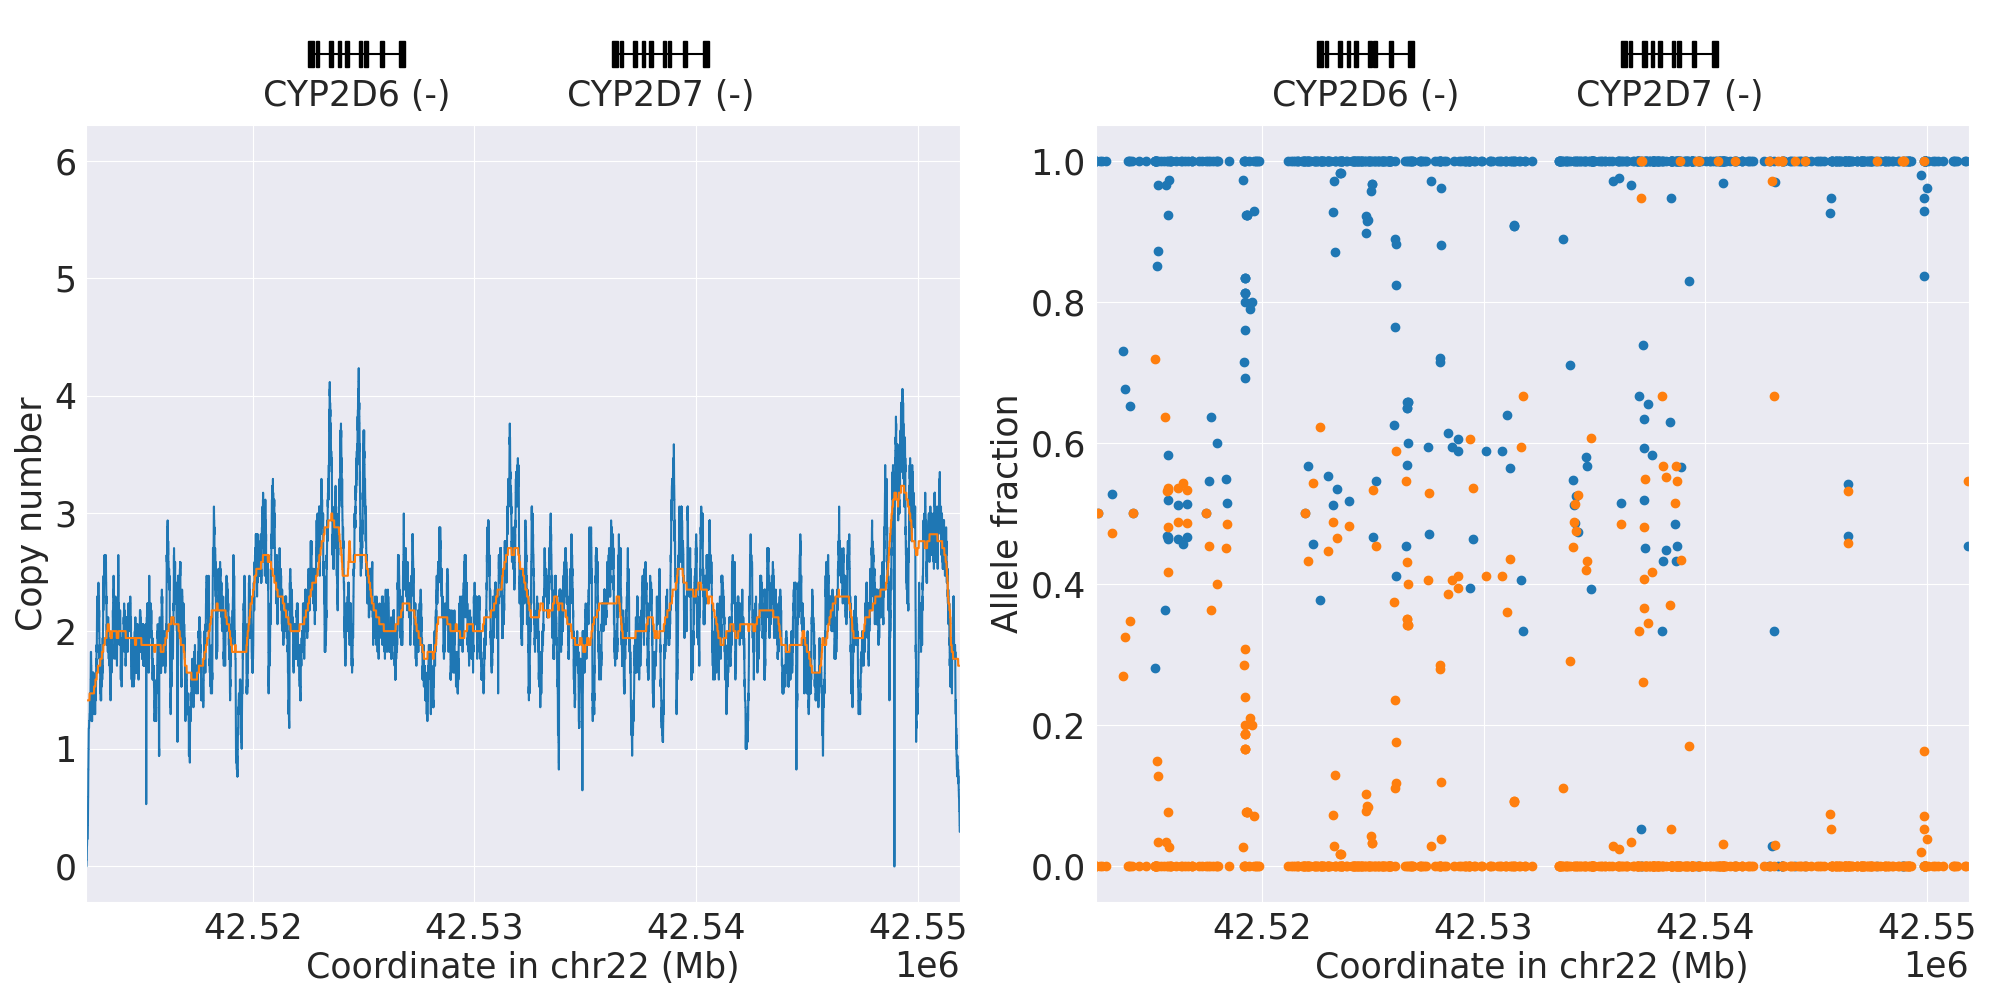 CYP2D6 (-) CYP2D7 (-)
Copy number
6
5
4
3
2
1
0
42.52 42.53 42.54 42.55
Coordinate in chr22 (Mb) 1e6
CYP2D6 (-) CYP2D7 (-)
Allele fraction
1.0
0.8
0.6
0.4
0.2
0.0
42.52 42.53 42.54 42.55
Coordinate in chr22 (Mb) 1e6